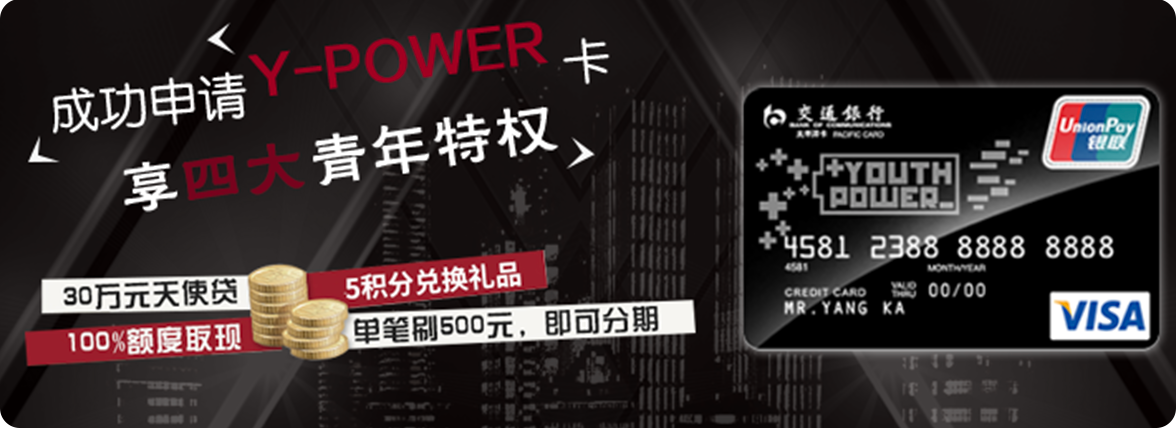 成功申请Y-POWER卡
享四大青年特权
30万元天使贷
5积分兑换礼品
100%额度取现
单笔刷500元，即可分期
交通银行
BANK OF COMMUNICATIONS
太平洋卡 PACIFIC CARD
UnionPay
银联
YOUTH
POWER
4581 2388 8888 8888
4581
MONTH/YEAR
CREDIT CARD VALID THRU 00/00
MR.YANG KA
VISA